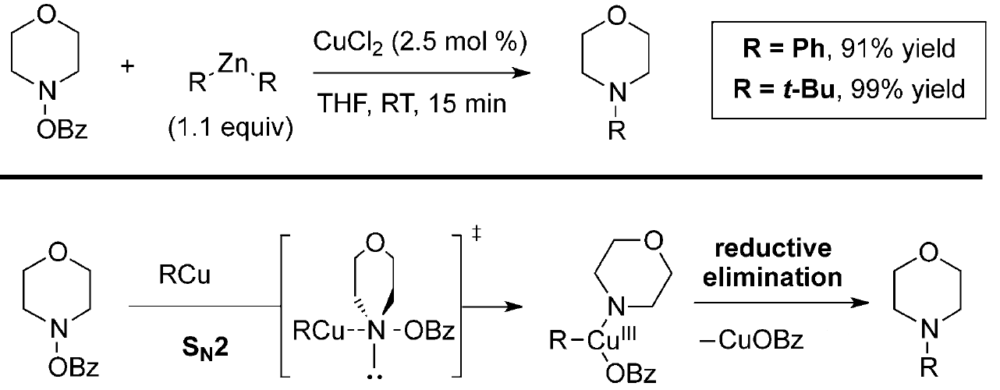 O
N
OBz
+
R Zn R
(1.1 equiv)
CuCl2 (2.5 mol %)
THF, RT, 15 min
O
N
R
R = Ph, 91% yield
R = t-Bu, 99% yield
O
N
OBz
RCu
SN2
O
RCu--N--OBz
‡
O
N
R–CuIII
OBz
reductive
elimination
–CuOBz
O
N
R